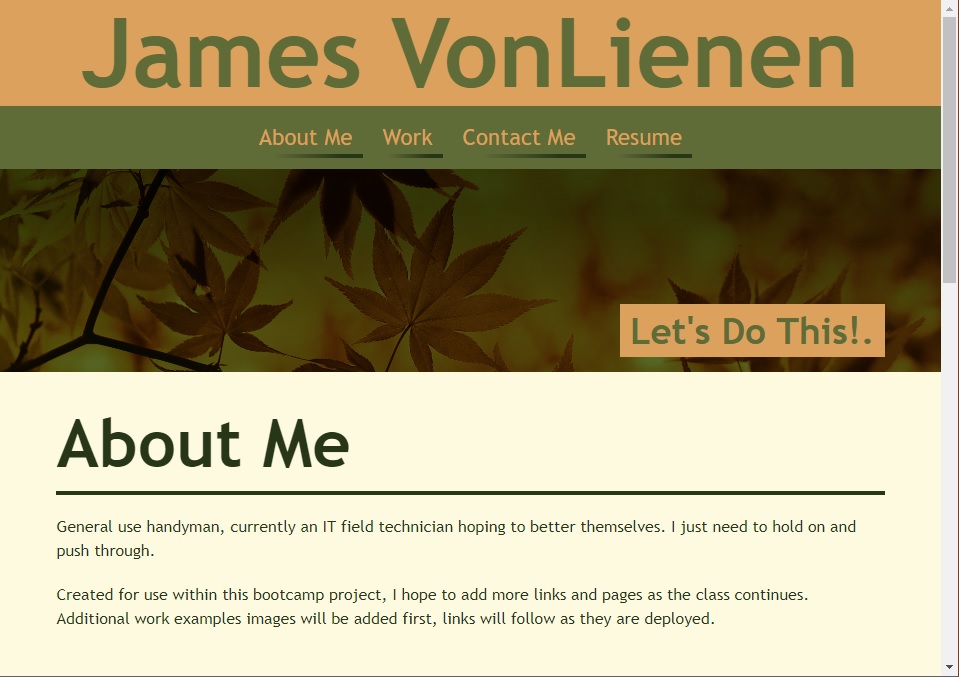 James VonLienen
About Me Work Contact Me Resume
Let's Do This!.
About Me
General use handyman, currently an IT field technician hoping to better themselves. I just need to hold on and
push through.
Created for use within this bootcamp project, I hope to add more links and pages as the class continues.
Additional work examples images will be added first, links will follow as they are deployed.